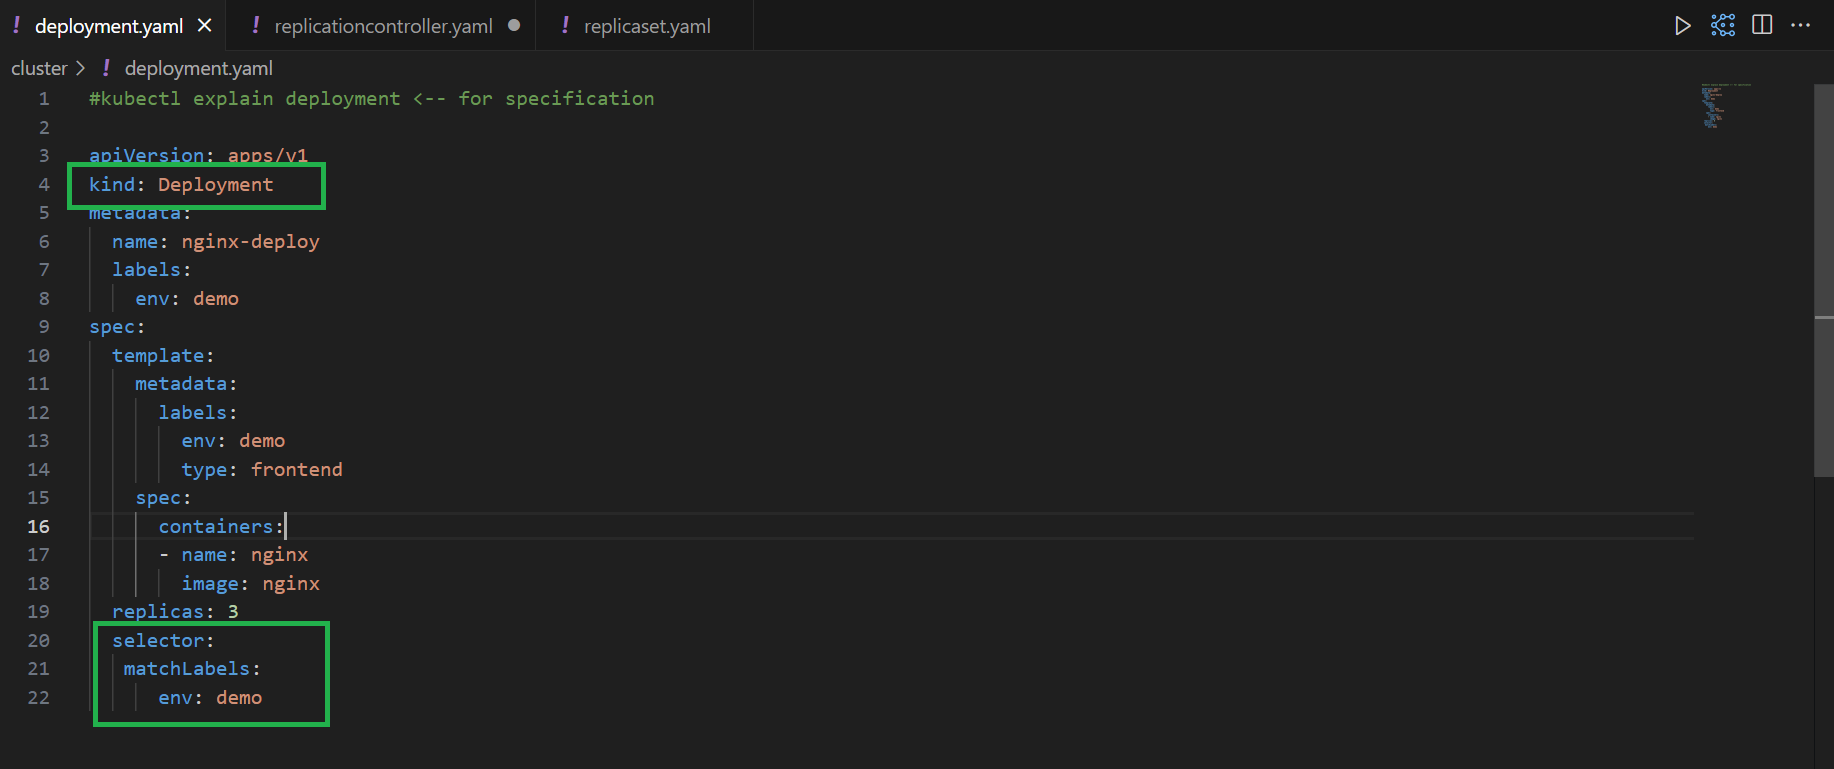 ! deployment.yaml × ! replicationcontroller.yaml ● ! replicaset.yaml
cluster > ! deployment.yaml
1 #kubectl explain deployment <-- for specification
2
3 apiVersion: apps/v1
4 kind: Deployment
5 metadata:
6   name: nginx-deploy
7   labels:
8     env: demo
9 spec:
10   template:
11     metadata:
12       labels:
13         env: demo
14         type: frontend
15     spec:
16       containers:
17       - name: nginx
18         image: nginx
19   replicas: 3
20   selector:
21    matchLabels:
22       env: demo